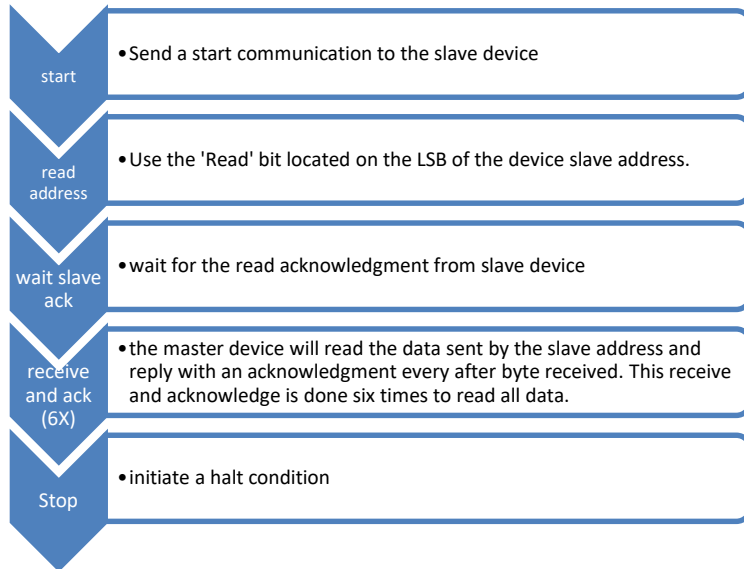 start
•Send a start communication to the slave device
read
address
•Use the 'Read' bit located on the LSB of the device slave address.
wait slave
ack
•wait for the read acknowledgment from slave device
receive
and ack
(6X)
•the master device will read the data sent by the slave address and
reply with an acknowledgment every after byte received. This receive
and acknowledge is done six times to read all data.
Stop
•initiate a halt condition